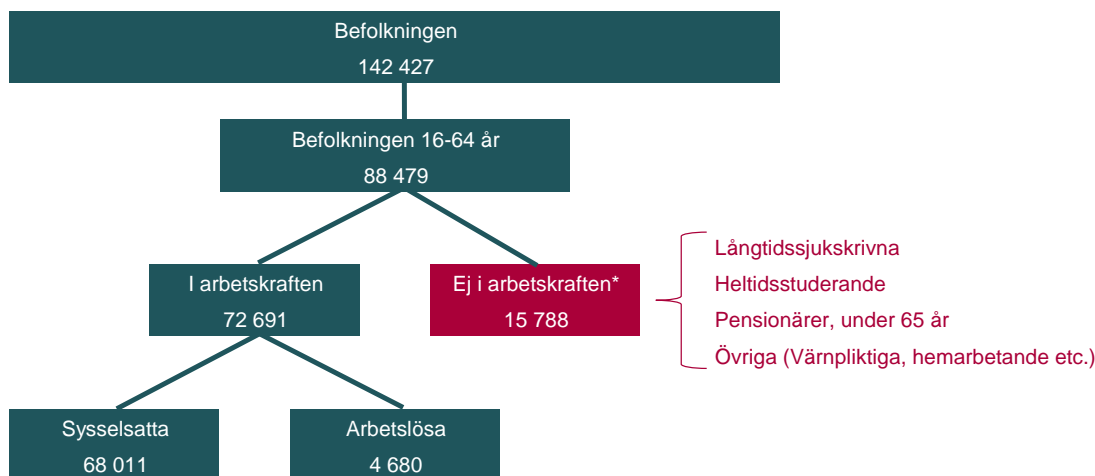 Befolkningen
142 427
Befolkningen 16-64 år
88 479
I arbetskraften
72 691
Ej i arbetskraften*
15 788
Långtidssjukskrivna
Heltidsstuderande
Pensionärer, under 65 år
Övriga (Värnpliktiga, hemarbetande etc.)
Sysselsatta
68 011
Arbetslösa
4 680